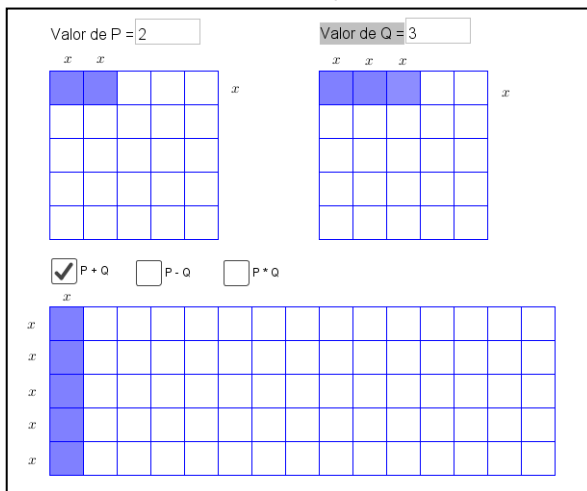 Valor de P = 2 Valor de Q = 3
x x x x x
x x
P + Q P - Q P * Q
x
x
x
x
x
x